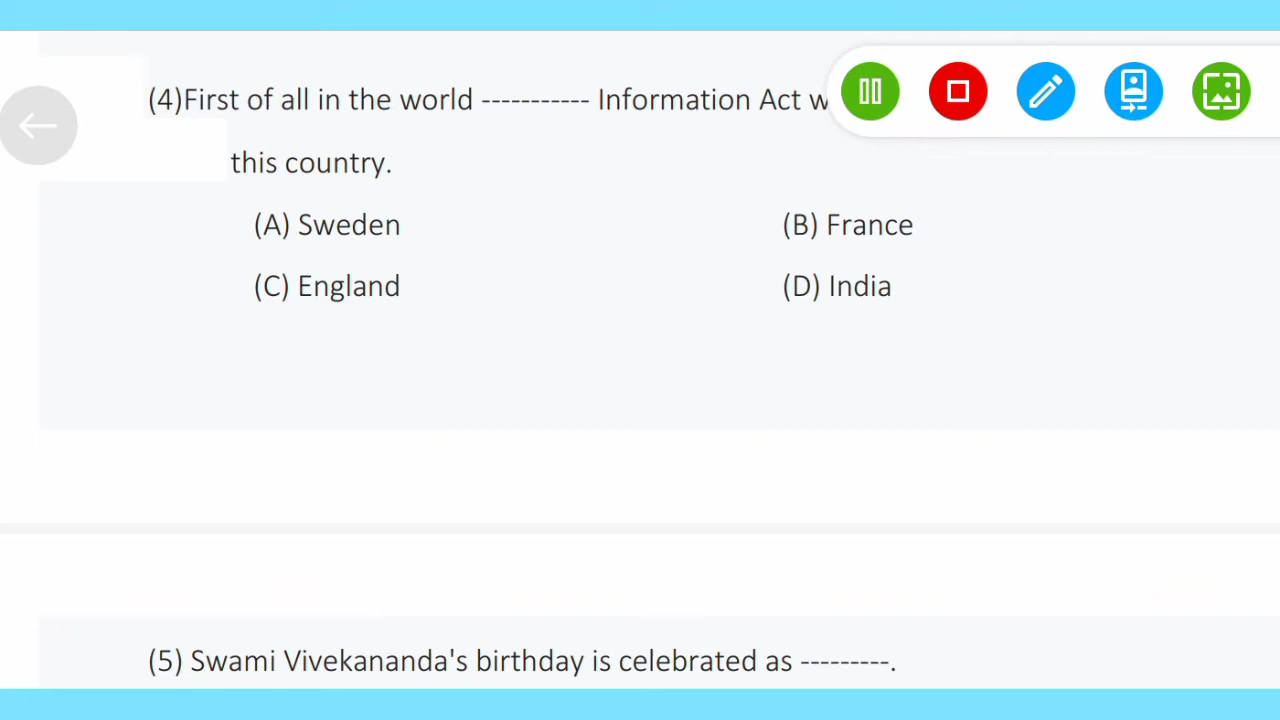 (4)First of all in the world ----------- Information Act
this country.
(A) Sweden
(B) France
(C) England
(D) India
(5) Swami Vivekananda's birthday is celebrated as ---------.